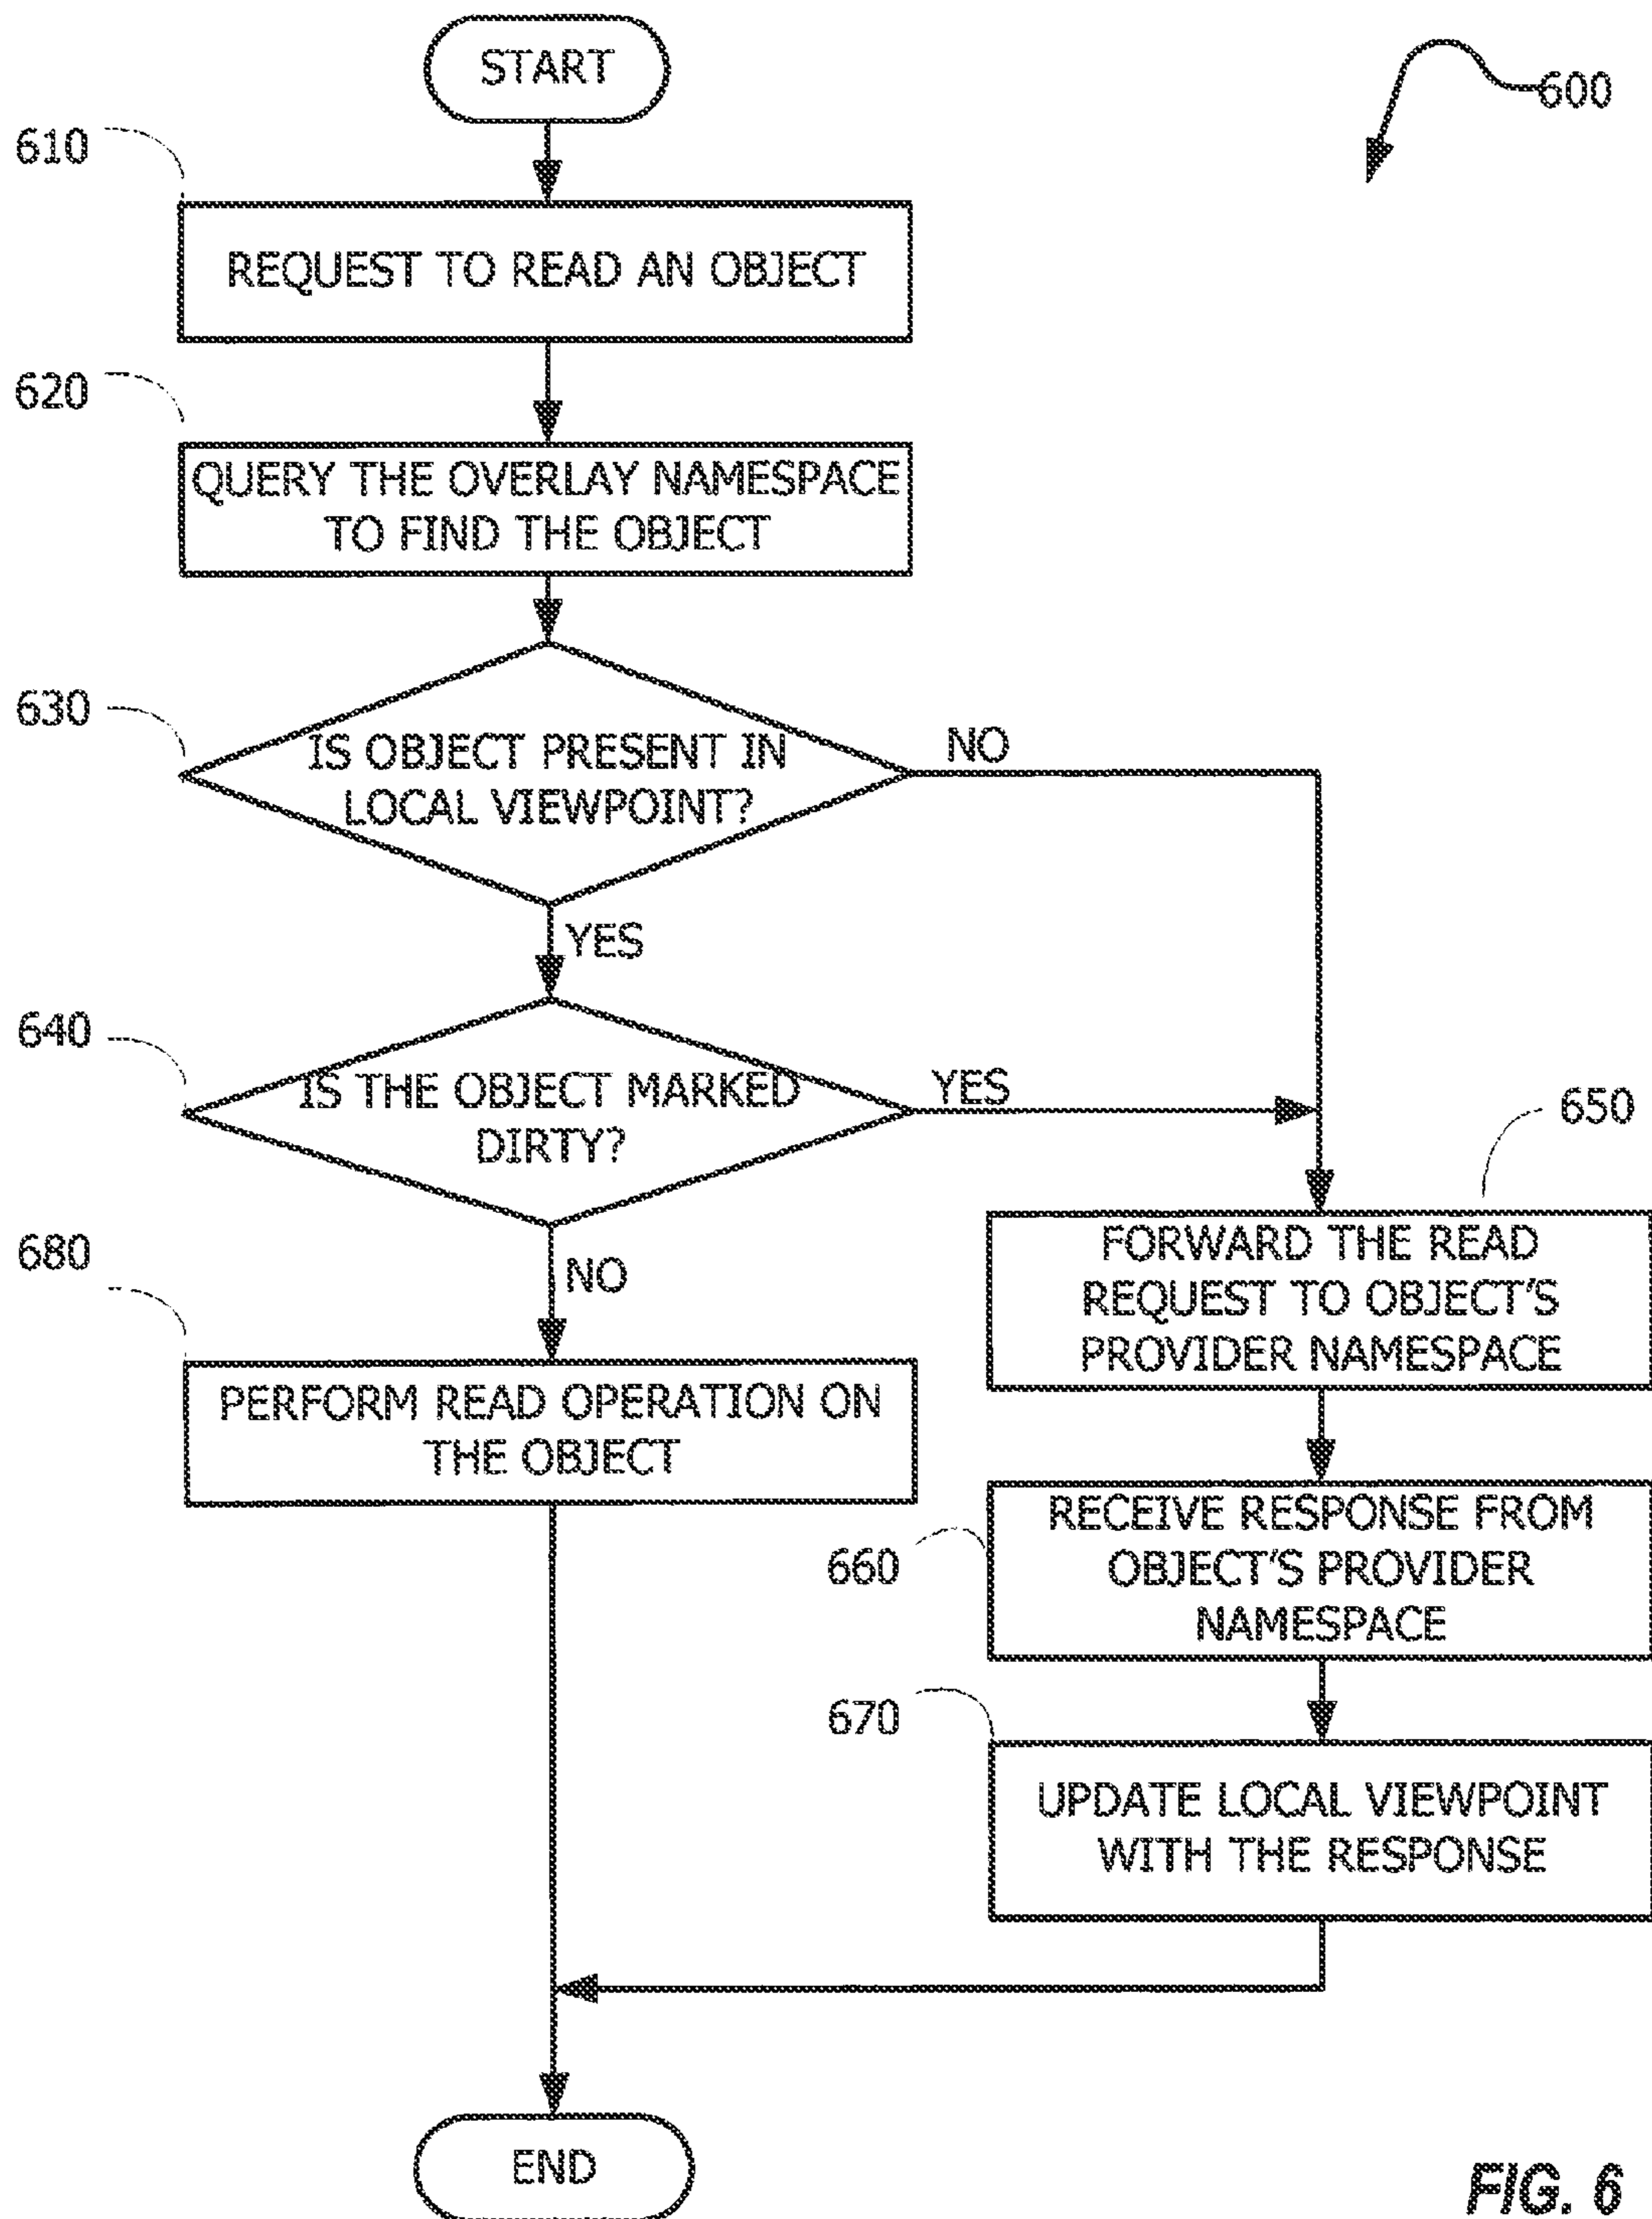 START
600
610
REQUEST TO READ AN OBJECT
620
QUERY THE OVERLAY NAMESPACE
TO FIND THE OBJECT
630
IS OBJECT PRESENT IN
LOCAL VIEWPOINT?
NO
YES
640
IS THE OBJECT MARKED
DIRTY?
YES
650
NO
FORWARD THE READ
REQUEST TO OBJECT'S
PROVIDER NAMESPACE
680
PERFORM READ OPERATION ON
THE OBJECT
660
RECEIVE RESPONSE FROM
OBJECT'S PROVIDER
NAMESPACE
670
UPDATE LOCAL VIEWPOINT
WITH THE RESPONSE
END
FIG. 6